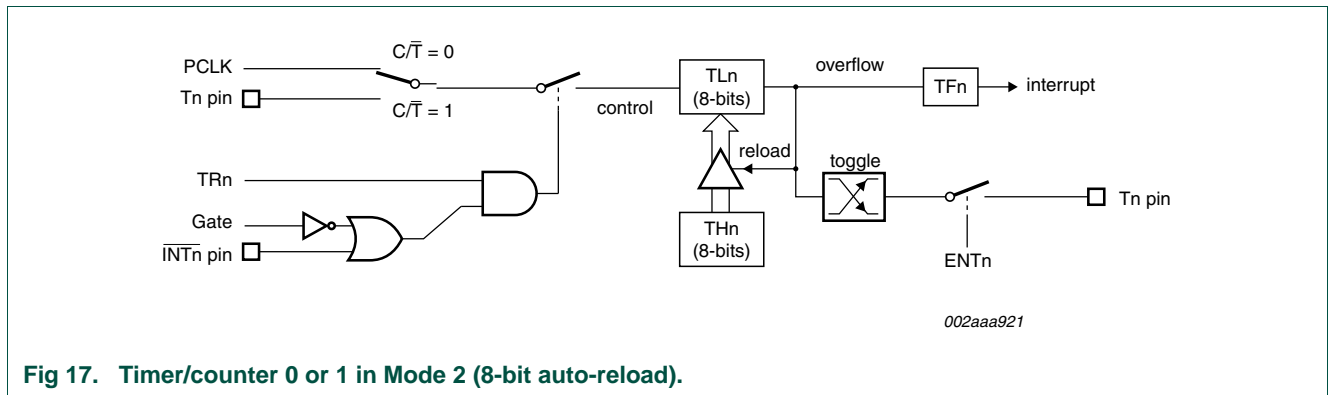 C/T̅ = 0
PCLK
Tn pin
C/T̅ = 1
control
TLn
(8-bits)
overflow
TFn
interrupt
reload
toggle
Tn pin
TRn
Gate
I̅N̅T̅n̅ pin
THn
(8-bits)
ENTn
002aaa921
Fig 17. Timer/counter 0 or 1 in Mode 2 (8-bit auto-reload).